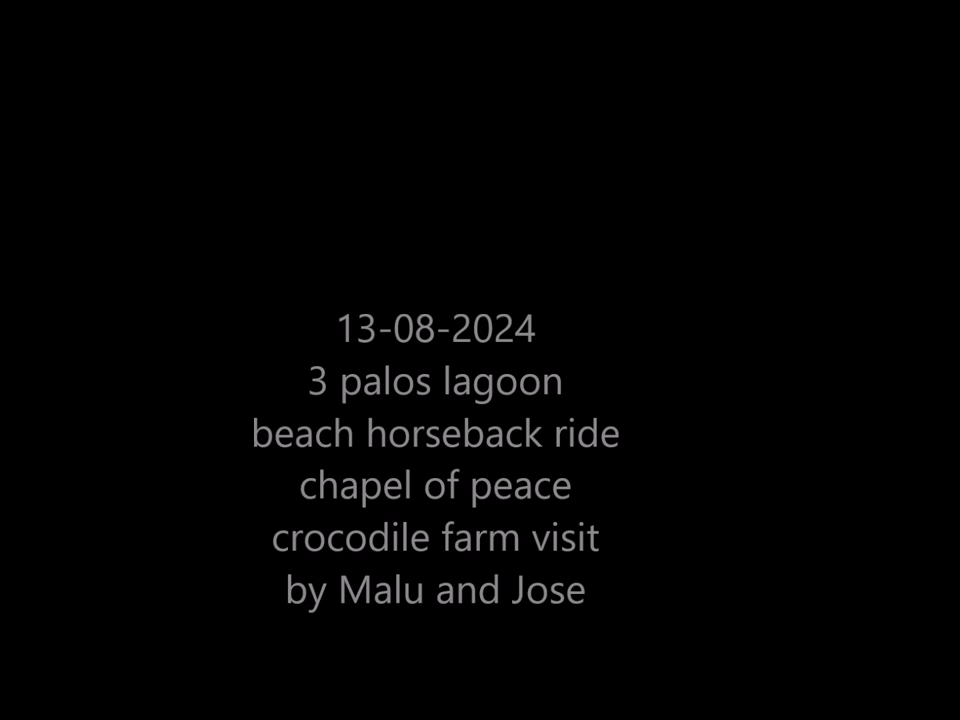 13-08-2024
3 palos lagoon
beach horseback ride
chapel of peace
crocodile farm visit
by Malu and Jose